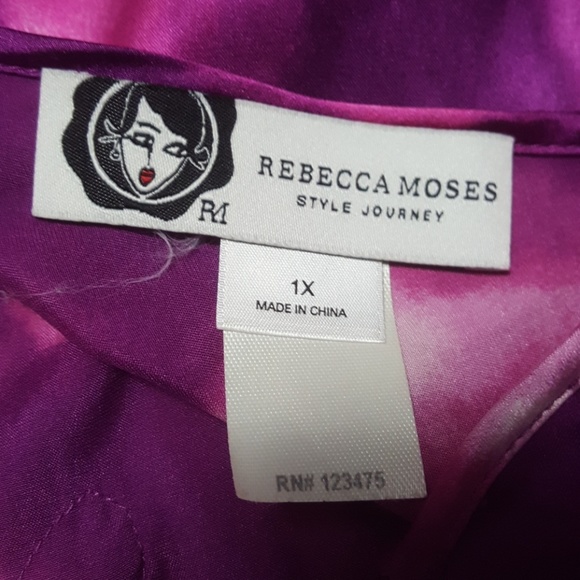 RM
REBECCA MOSES
STYLE JOURNEY
1X
MADE IN CHINA
RN# 123475